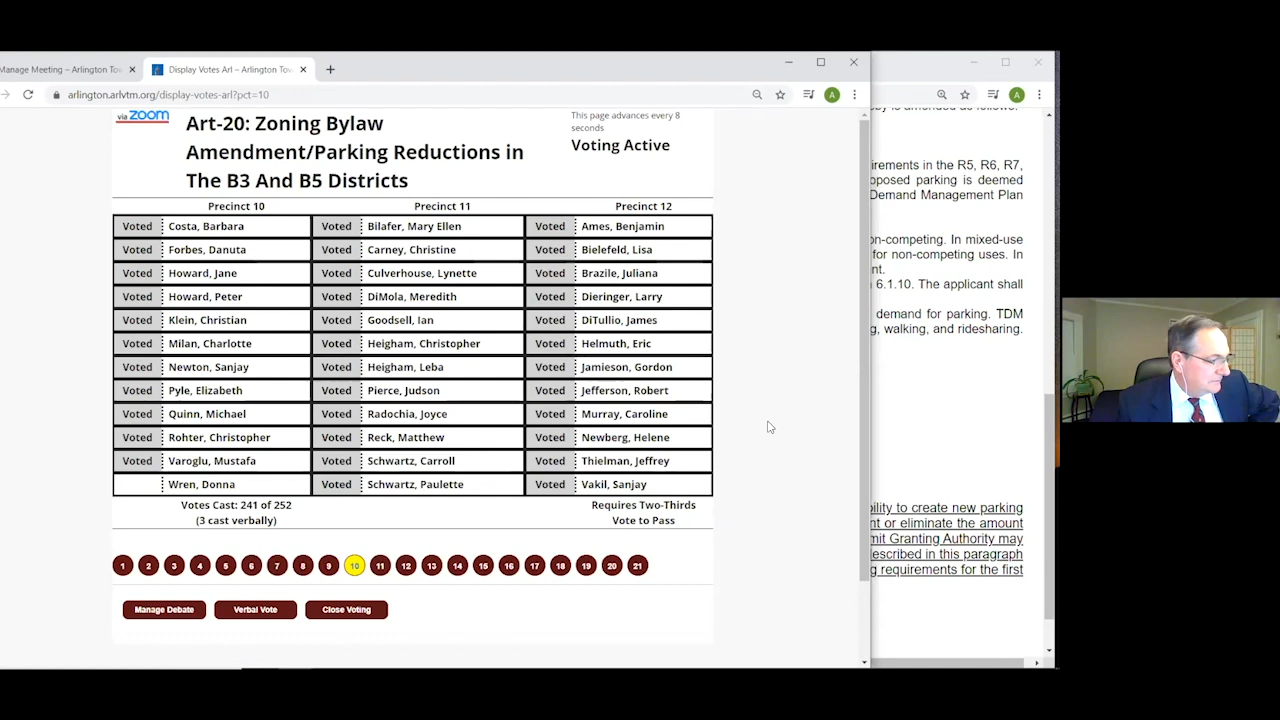 Manage Meeting – Arlington Tow
Display Votes Arl – Arlington Tow
arlington.arlvtm.org/display-votes-arl?pct=10
A
A
via zoom
Art-20: Zoning Bylaw
Amendment/Parking Reductions in
The B3 And B5 Districts
This page advances every 8
seconds
Voting Active
Precinct 10 Precinct 11 Precinct 12
Voted Costa, Barbara Voted Bilafer, Mary Ellen Voted Ames, Benjamin
Voted Forbes, Danuta Voted Carney, Christine Voted Bielefeld, Lisa
Voted Howard, Jane Voted Culverhouse, Lynette Voted Brazile, Juliana
Voted Howard, Peter Voted DiMola, Meredith Voted Dieringer, Larry
Voted Klein, Christian Voted Goodsell, Ian Voted DiTullio, James
Voted Milan, Charlotte Voted Heigham, Christopher Voted Helmuth, Eric
Voted Newton, Sanjay Voted Heigham, Leba Voted Jamieson, Gordon
Voted Pyle, Elizabeth Voted Pierce, Judson Voted Jefferson, Robert
Voted Quinn, Michael Voted Radochia, Joyce Voted Murray, Caroline
Voted Rohter, Christopher Voted Reck, Matthew Voted Newberg, Helene
Voted Varoglu, Mustafa Voted Schwartz, Carroll Voted Thielman, Jeffrey
Wren, Donna Voted Schwartz, Paulette Voted Vakil, Sanjay
Votes Cast: 241 of 252
(3 cast verbally)
Requires Two-Thirds
Vote to Pass
1 2 3 4 5 6 7 8 9 10 11 12 13 14 15 16 17 18 19 20 21
Manage Debate Verbal Vote Close Voting
is amended as follows:
irements in the R5, R6, R7,
oposed parking is deemed
Demand Management Plan
on-competing. In mixed-use
for non-competing uses. In
nt.
6.1.10. The applicant shall
demand for parking. TDM
g, walking, and ridesharing.
bility to create new parking
nt or eliminate the amount
mit Granting Authority may
escribed in this paragraph
g requirements for the first